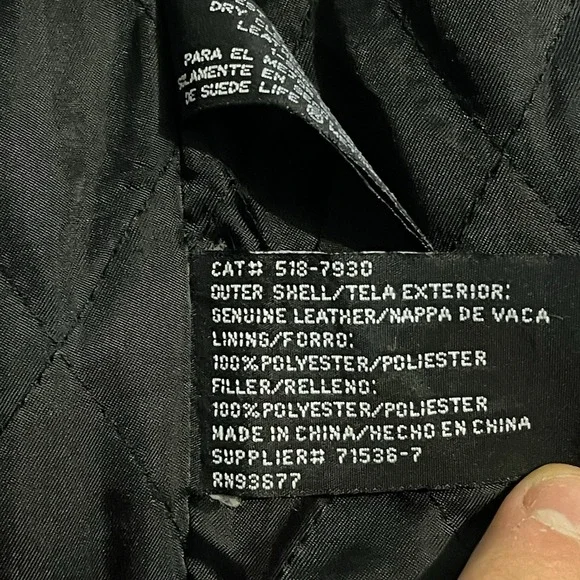 DRY
LEA
PARA EL
EN
DE SUEDE LIFE
CAT# 518-7930
OUTER SHELL/TELA EXTERIOR:
GENUINE LEATHER/NAPPA DE VACA
LINING/FORRO:
100%POLYESTER/POLIESTER
FILLER/RELLENO:
100%POLYESTER/POLIESTER
MADE IN CHINA/HECHO EN CHINA
SUPPLIER# 71536-7
RN93677